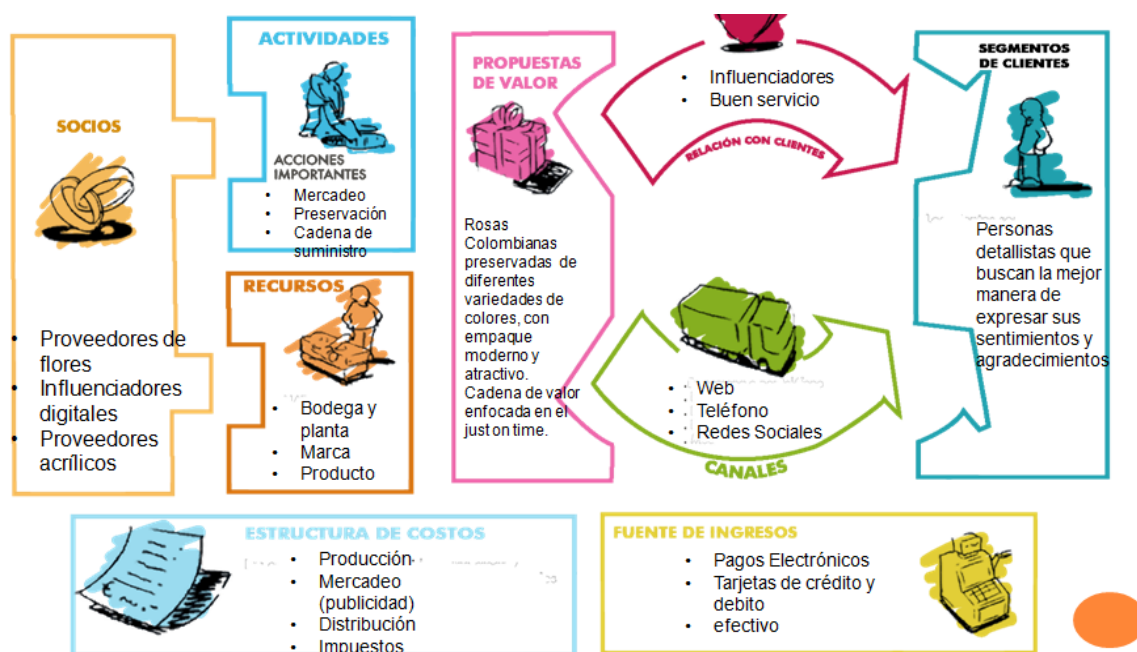 SOCIOS
• Proveedores de
flores
• Influenciadores
digitales
• Proveedores
acrílicos
ACTIVIDADES
ACCIONES
IMPORTANTES
• Mercadeo
• Preservación
• Cadena de
suministro
RECURSOS
• Bodega y
planta
• Marca
• Producto
PROPUESTAS
DE VALOR
Rosas
Colombianas
preservadas de
diferentes
variedades de
colores, con
empaque
moderno y
atractivo.
Cadena de valor
enfocada en el
just on time.
• Influenciadores
• Buen servicio
RELACIÓN CON CLIENTES
• Web
• Teléfono
• Redes Sociales
CANALES
SEGMENTOS
DE CLIENTES
Personas
detallistas que
buscan la mejor
manera de
expresar sus
sentimientos y
agradecimientos
ESTRUCTURA DE COSTOS
• Producción
• Mercadeo
(publicidad)
• Distribución
• Impuestos
FUENTE DE INGRESOS
• Pagos Electrónicos
• Tarjetas de crédito y
debito
• efectivo